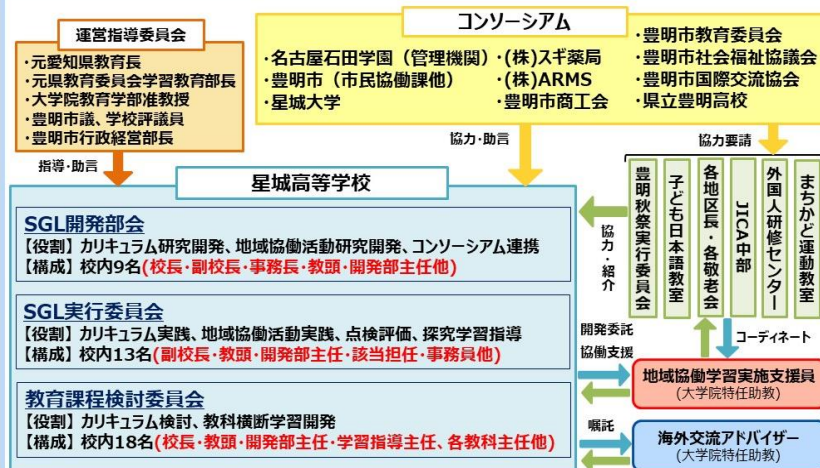 運営指導委員会
・元愛知県教育長
・元県教育委員会学習教育部長
・大学院教育学部准教授
・豊明市議、学校評議員
・豊明市行政経営部長
コンソーシアム
・名古屋石田学園（管理機関）
・豊明市（市民協働課他）
・星城大学
・(株)スギ薬局
・(株)ARMS
・豊明市商工会
・豊明市教育委員会
・豊明市社会福祉協議会
・豊明市国際交流協会
・県立豊明高校
指導・助言
協力・助言
協力要請
星城高等学校
SGL開発部会
【役割】カリキュラム研究開発、地域協働活動研究開発、コンソーシアム連携
【構成】校内9名(校長・副校長・事務長・教頭・開発部主任他)
SGL実行委員会
【役割】カリキュラム実践、地域協働活動実践、点検評価、探究学習指導
【構成】校内13名(副校長・教頭・開発部主任・該当担任・事務員他)
教育課程検討委員会
【役割】カリキュラム検討、教科横断学習開発
【構成】校内18名(校長・教頭・開発部主任・学習指導主任、各教科主任他)
協力・紹介
豊明秋祭実行委員会
子ども日本語教室
各地区長・各敬老会
JICA中部
外国人研修センター
まちかど運動教室
開発委託
協働支援
コーディネート
地域協働学習実施支援員
(大学院特任助教)
嘱託
海外交流アドバイザー
(大学院特任助教)